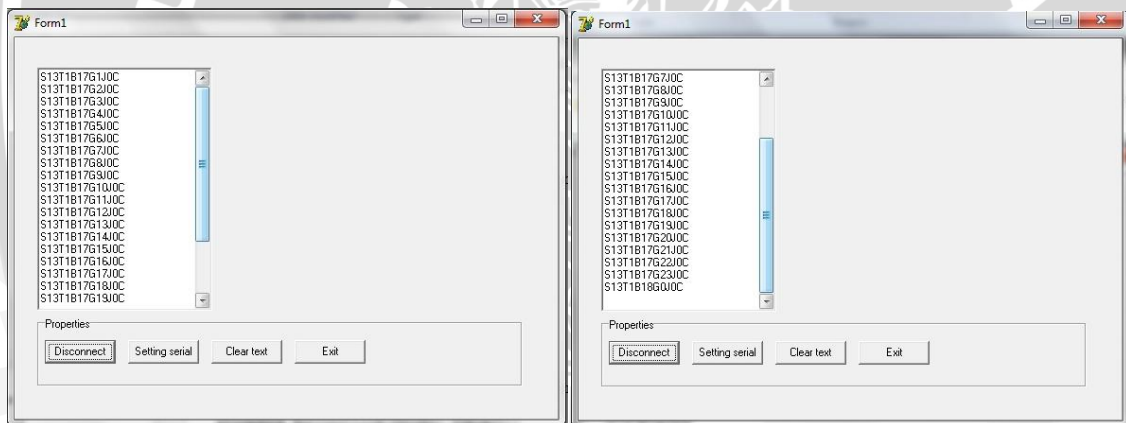 Form1
S13T1B17G1J0C
S13T1B17G2J0C
S13T1B17G3J0C
S13T1B17G4J0C
S13T1B17G5J0C
S13T1B17G6J0C
S13T1B17G7J0C
S13T1B17G8J0C
S13T1B17G9J0C
S13T1B17G10J0C
S13T1B17G11J0C
S13T1B17G12J0C
S13T1B17G13J0C
S13T1B17G14J0C
S13T1B17G15J0C
S13T1B17G16J0C
S13T1B17G17J0C
S13T1B17G18J0C
S13T1B17G19J0C
Properties
Disconnect Setting serial Clear text Exit
Form1
S13T1B17G7J0C
S13T1B17G8J0C
S13T1B17G9J0C
S13T1B17G10J0C
S13T1B17G11J0C
S13T1B17G12J0C
S13T1B17G13J0C
S13T1B17G14J0C
S13T1B17G15J0C
S13T1B17G16J0C
S13T1B17G17J0C
S13T1B17G18J0C
S13T1B17G19J0C
S13T1B17G20J0C
S13T1B17G21J0C
S13T1B17G22J0C
S13T1B17G23J0C
S13T1B18G0J0C
Properties
Disconnect Setting serial Clear text Exit